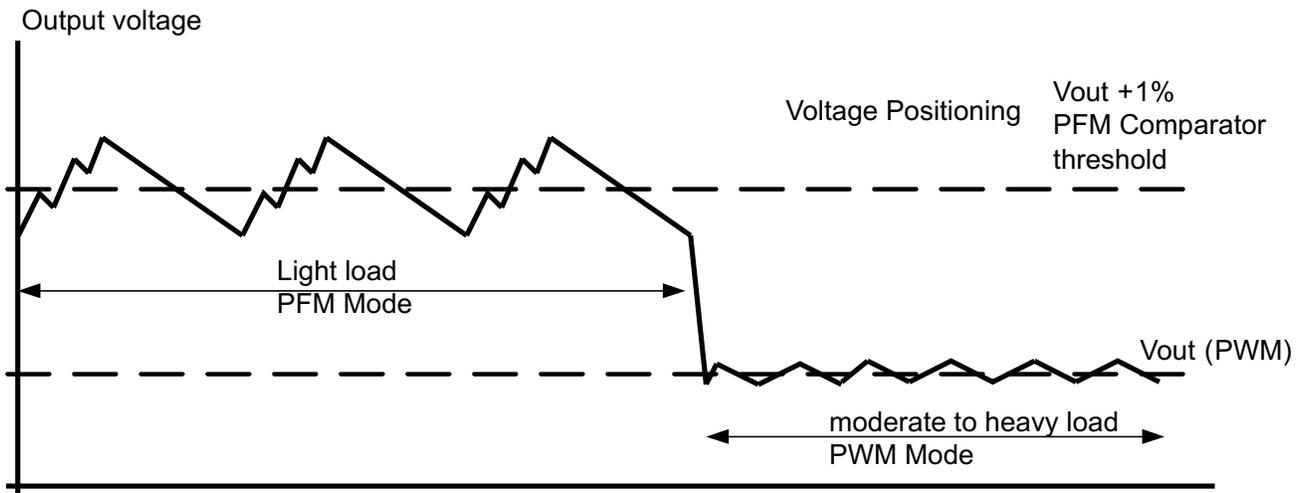 Output voltage
Voltage Positioning
Vout +1%
PFM Comparator
threshold
Light load
PFM Mode
Vout (PWM)
moderate to heavy load
PWM Mode